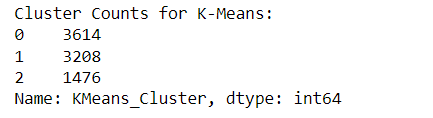 Cluster Counts for K-Means:
0    3614
1    3208
2    1476
Name: KMeans_Cluster, dtype: int64